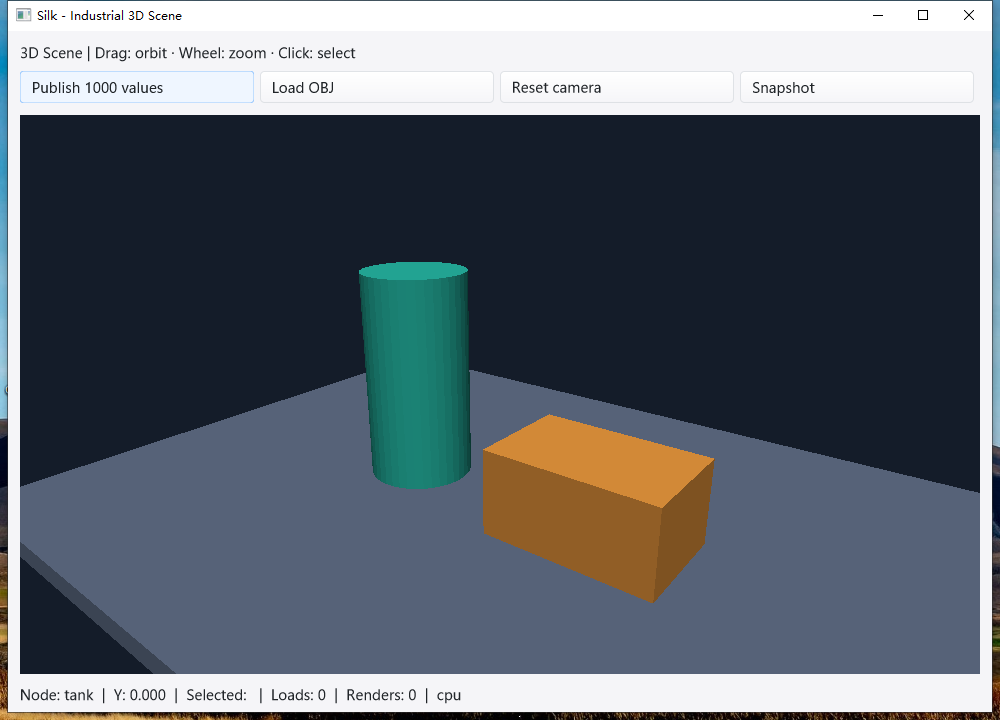 Silk - Industrial 3D Scene
3D Scene | Drag: orbit · Wheel: zoom · Click: select
Publish 1000 values
Load OBJ
Reset camera
Snapshot
Node: tank | Y: 0.000 | Selected: | Loads: 0 | Renders: 0 | cpu